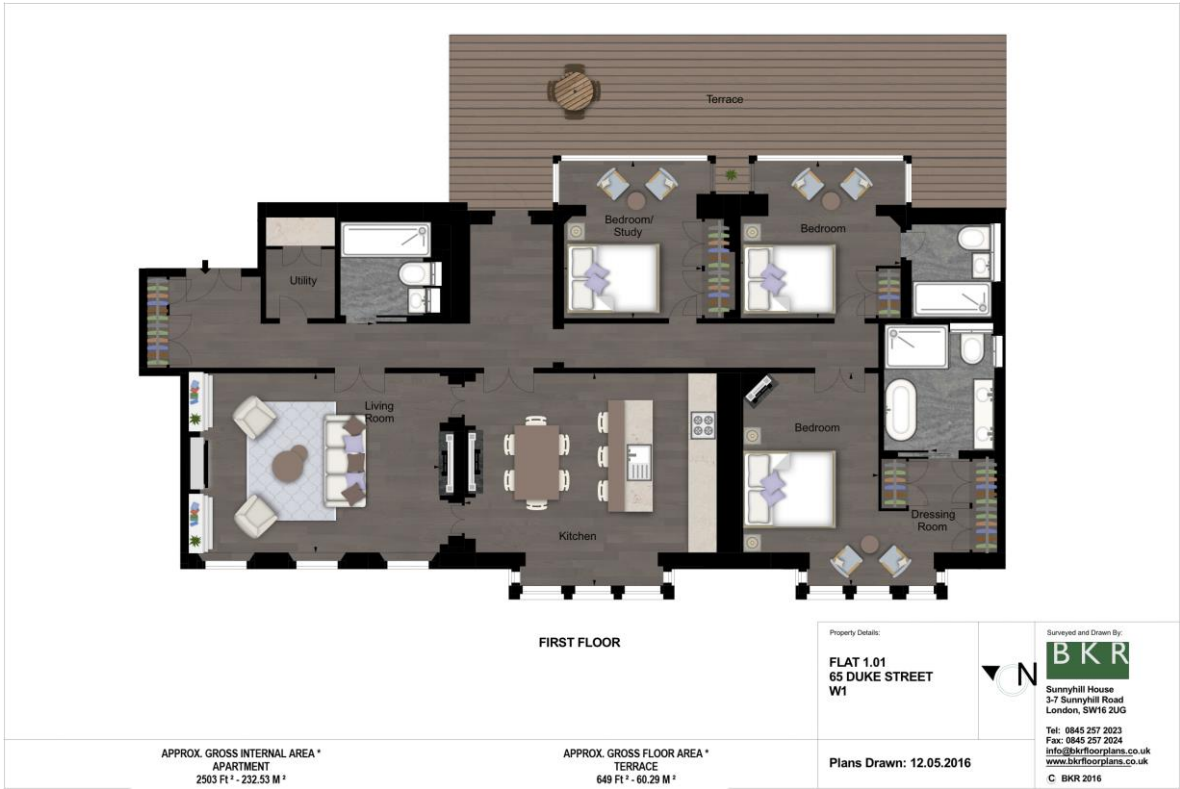 Terrace
Bedroom/
Study
Bedroom
Utility
Living
Room
Bedroom
Kitchen
Dressing
Room
FIRST FLOOR
Property Details:
FLAT 1.01
65 DUKE STREET
W1
N
Surveyed and Drawn By:
BKR
Sunnyhill House
3-7 Sunnyhill Road
London, SW16 2UG
Tel: 0845 257 2023
Fax: 0845 257 2024
info@bkrfloorplans.co.uk
www.bkrfloorplans.co.uk
C BKR 2016
Plans Drawn: 12.05.2016
APPROX. GROSS INTERNAL AREA *
APARTMENT
2503 Ft ² - 232.53 M ²
APPROX. GROSS FLOOR AREA *
TERRACE
649 Ft ² - 60.29 M ²